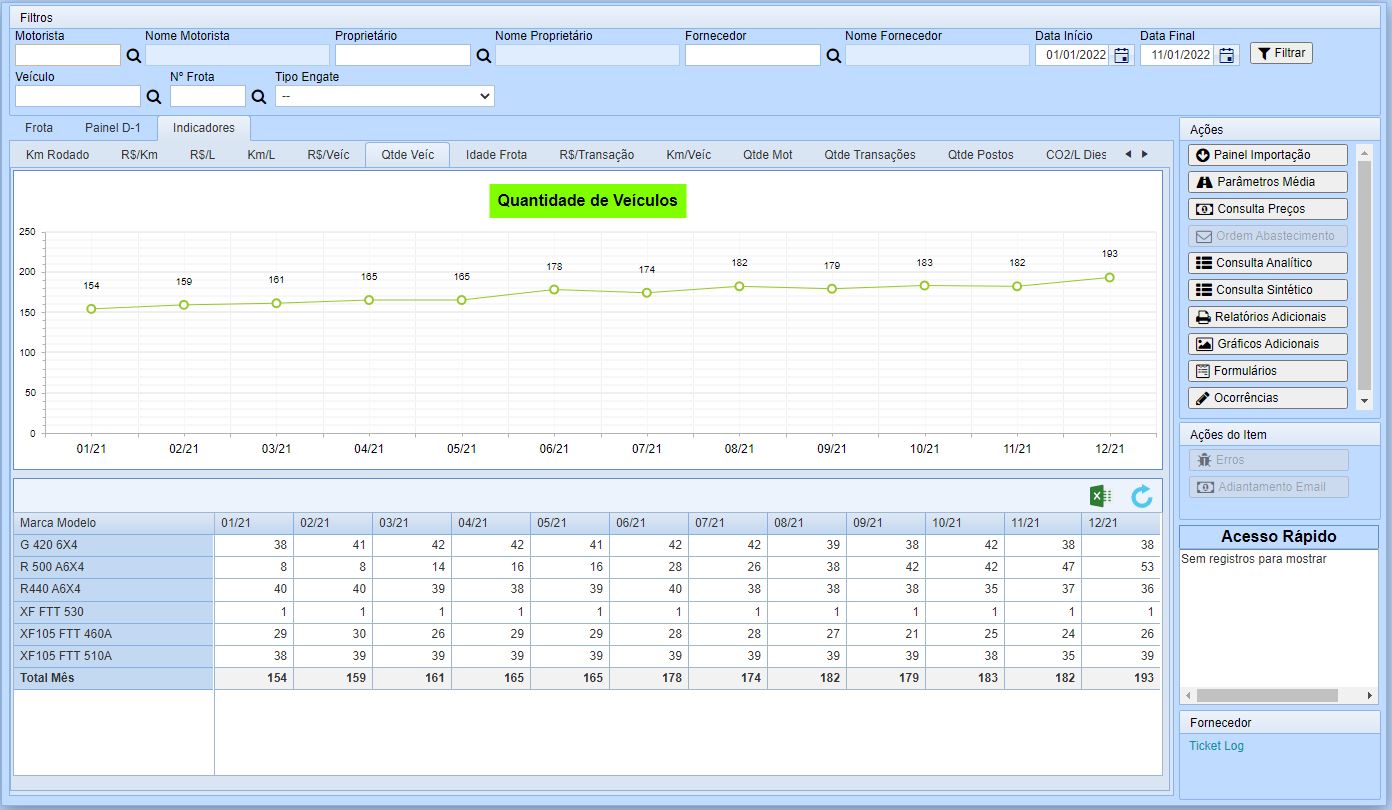 Filtros
Motorista Nome Motorista Proprietário Nome Proprietário Fornecedor Nome Fornecedor Data Início Data Final
01/01/2022 11/01/2022 Filtrar
Veículo Nº Frota Tipo Engate
--
Frota Painel D-1 Indicadores
Km Rodado R$/Km R$/L Km/L R$/Veíc Qtde Veíc Idade Frota R$/Transação Km/Veíc Qtde Mot Qtde Transações Qtde Postos CO2/L Dies
Quantidade de Veículos
250
200
150
100
50
0
154 159 161 165 165 178 174 182 179 183 182 193
01/21 02/21 03/21 04/21 05/21 06/21 07/21 08/21 09/21 10/21 11/21 12/21
Marca Modelo 01/21 02/21 03/21 04/21 05/21 06/21 07/21 08/21 09/21 10/21 11/21 12/21
G 420 6X4 38 41 42 42 41 42 42 39 38 42 38 38
R 500 A6X4 8 8 14 16 16 28 26 38 42 42 47 53
R440 A6X4 40 40 39 38 39 40 38 38 38 35 37 36
XF FTT 530 1 1 1 1 1 1 1 1 1 1 1 1
XF105 FTT 460A 29 30 26 29 29 28 28 27 21 25 24 26
XF105 FTT 510A 38 39 39 39 39 39 39 39 39 38 35 39
Total Mês 154 159 161 165 165 178 174 182 179 183 182 193
Ações
Painel Importação
Parâmetros Média
Consulta Preços
Ordem Abastecimento
Consulta Analítico
Consulta Sintético
Relatórios Adicionais
Gráficos Adicionais
Formulários
Ocorrências
Ações do Item
Erros
Adiantamento Email
Acesso Rápido
Sem registros para mostrar
Fornecedor
Ticket Log